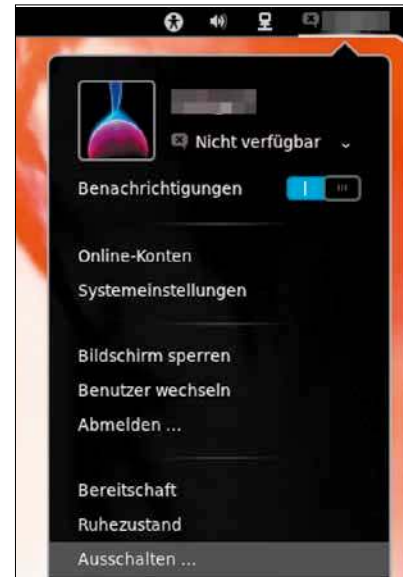 Nicht verfügbar
Benachrichtigungen
Online-Konten
Systemeinstellungen
Bildschirm sperren
Benutzer wechseln
Abmelden ...
Bereitschaft
Ruhezustand
Ausschalten ...